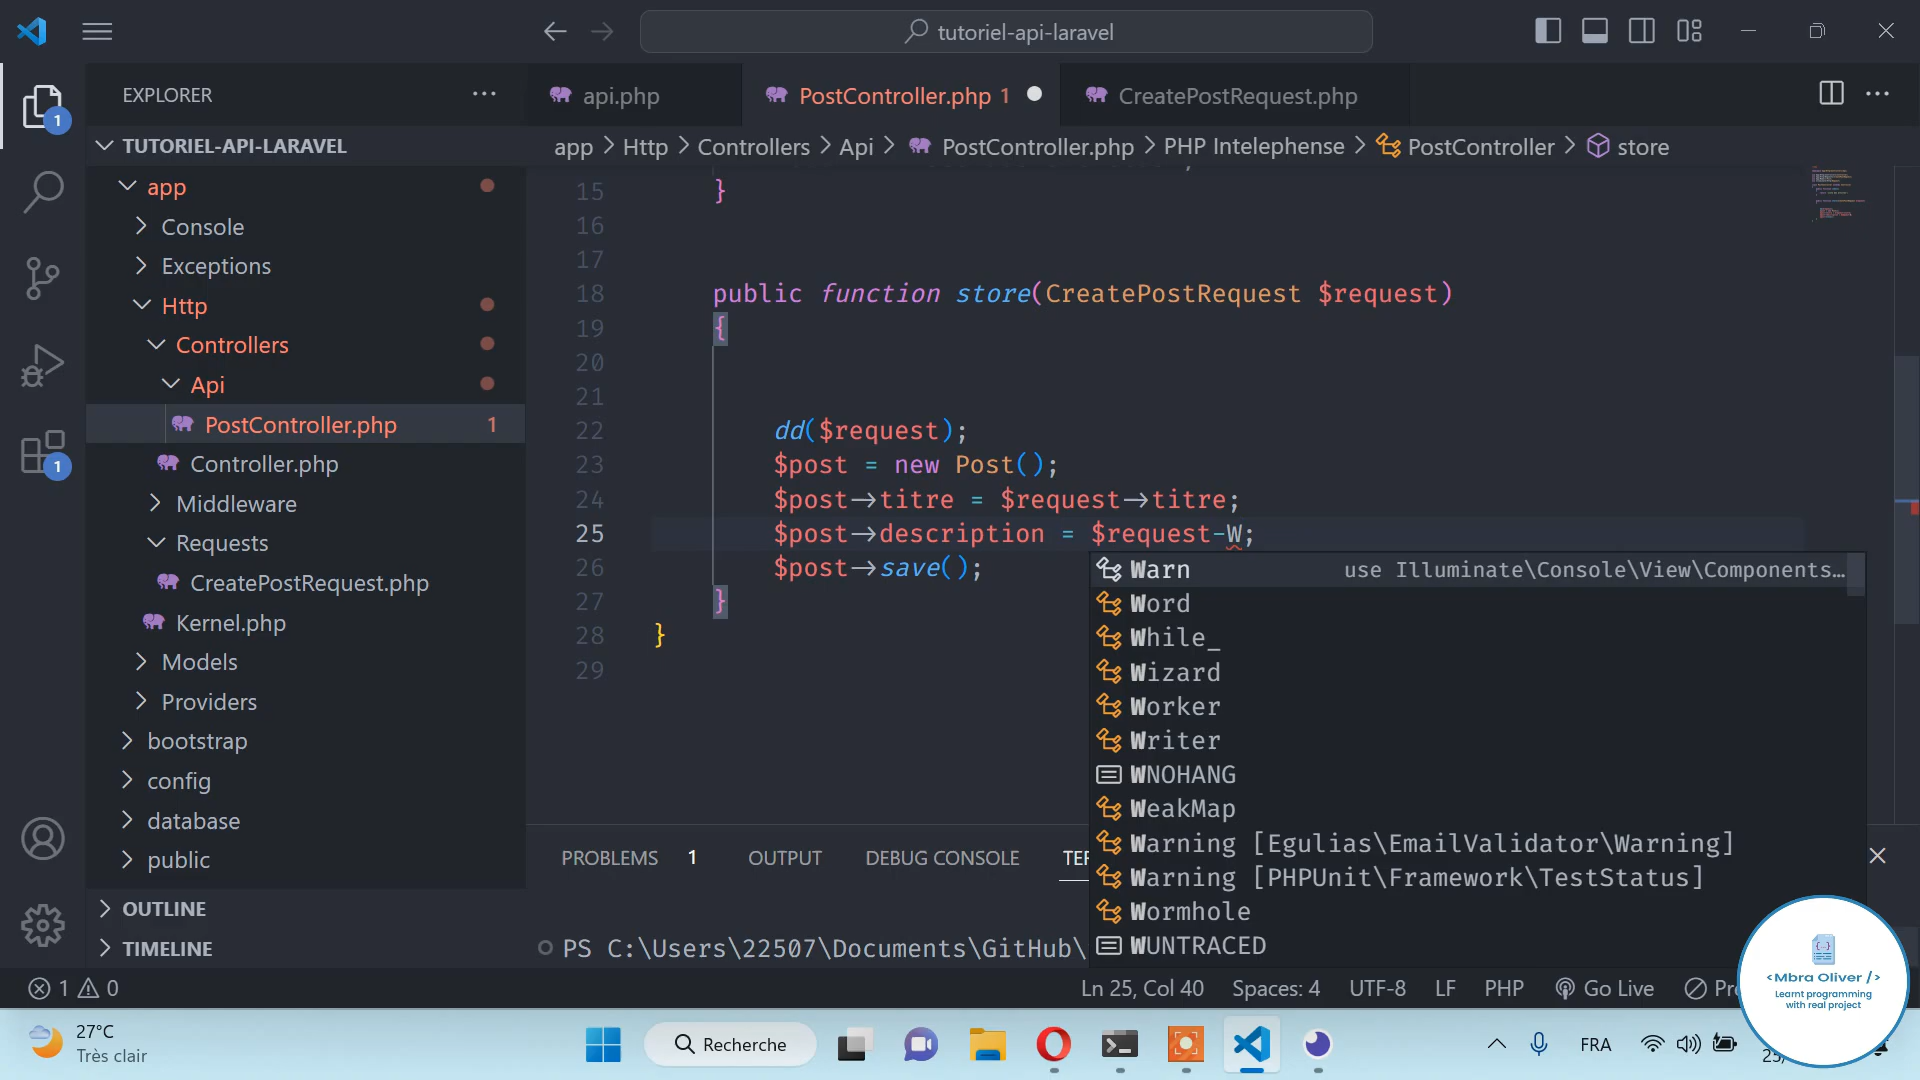 tutoriel-api-laravel
EXPLORER
api.php
PostController.php 1
CreatePostRequest.php
1
TUTORIEL-API-LARAVEL
app > Http > Controllers > Api > PostController.php > PHP Intelephense > PostController > store
app
Console
Exceptions
Http
Controllers
Api
PostController.php 1
Controller.php
Middleware
Requests
CreatePostRequest.php
Kernel.php
Models
Providers
bootstrap
config
database
public
OUTLINE
TIMELINE
1
15 }
16
17
18 public function store(CreatePostRequest $request)
19 {
20
21
22 dd($request);
23 $post = new Post();
24 $post->titre = $request->titre;
25 $post->description = $request-W;
26 $post->save();
27 }
28 }
29
Warn use Illuminate\Console\View\Components…
Word
While_
Wizard
Worker
Writer
WNOHANG
WeakMap
Warning [Egulias\EmailValidator\Warning]
Warning [PHPUnit\Framework\TestStatus]
Wormhole
WUNTRACED
PROBLEMS 1 OUTPUT DEBUG CONSOLE
PS C:\Users\22507\Documents\GitHub\
1 0
Ln 25, Col 40 Spaces: 4 UTF-8 LF PHP Go Live
{...}
<Mbra Oliver />
Learnt programming
with real project
27°C
Très clair
Recherche
FRA